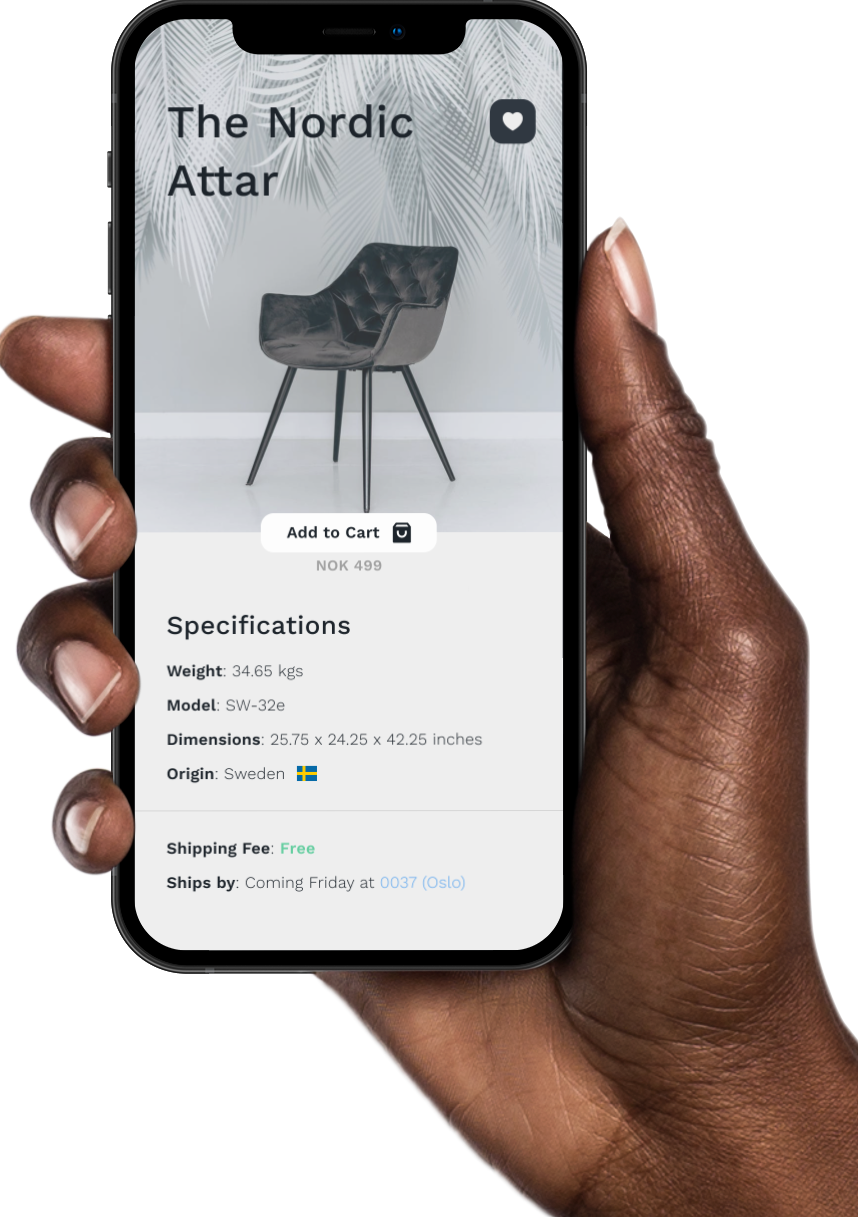 The Nordic
Attar
Add to Cart
NOK 499
Specifications
Weight: 34.65 kgs
Model: SW-32e
Dimensions: 25.75 x 24.25 x 42.25 inches
Origin: Sweden
Shipping Fee: Free
Ships by: Coming Friday at 0037 (Oslo)